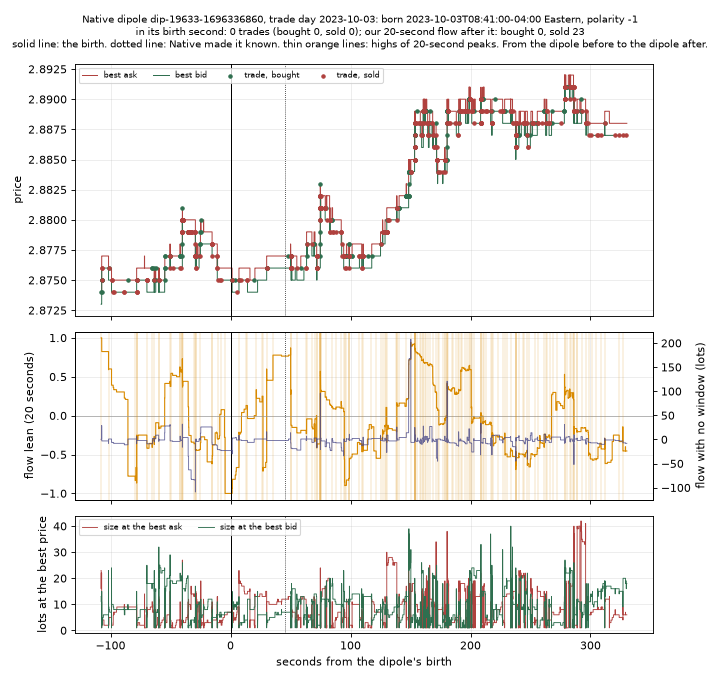 Native dipole dip-19633-1696336860, trade day 2023-10-03: born 2023-10-03T08:41:00-04:00 Eastern, polarity -1
in its birth second: 0 trades (bought 0, sold 0); our 20-second flow after it: bought 0, sold 23
solid line: the birth. dotted line: Native made it known. thin orange lines: highs of 20-second peaks. From the dipole before to the dipole after.
best ask
best bid
trade, bought
trade, sold
price
2.8925
2.8900
2.8875
2.8850
2.8825
2.8800
2.8775
2.8750
2.8725
flow lean (20 seconds)
1.0
0.5
0.0
−0.5
−1.0
200
150
100
50
0
−50
−100
flow with no window (lots)
size at the best ask
size at the best bid
lots at the best price
40
30
20
10
0
−100
0
100
200
300
seconds from the dipole's birth